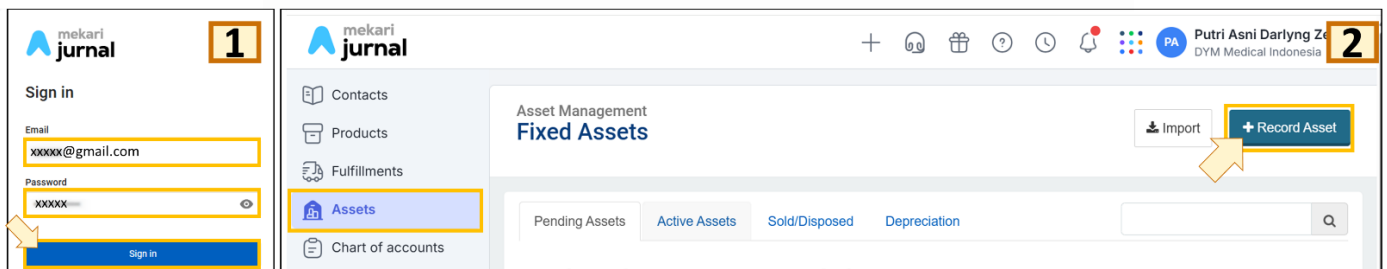 mekari
jurnal
1
Sign in
Email
xxxxx@gmail.com
Password
xxxxx
Sign in
mekari
jurnal
PA
Putri Asni Darlyng Ze
DYM Medical Indonesia
2
Contacts
Products
Fulfillments
Assets
Chart of accounts
Asset Management
Fixed Assets
Import
+ Record Asset
Pending Assets
Active Assets
Sold/Disposed
Depreciation